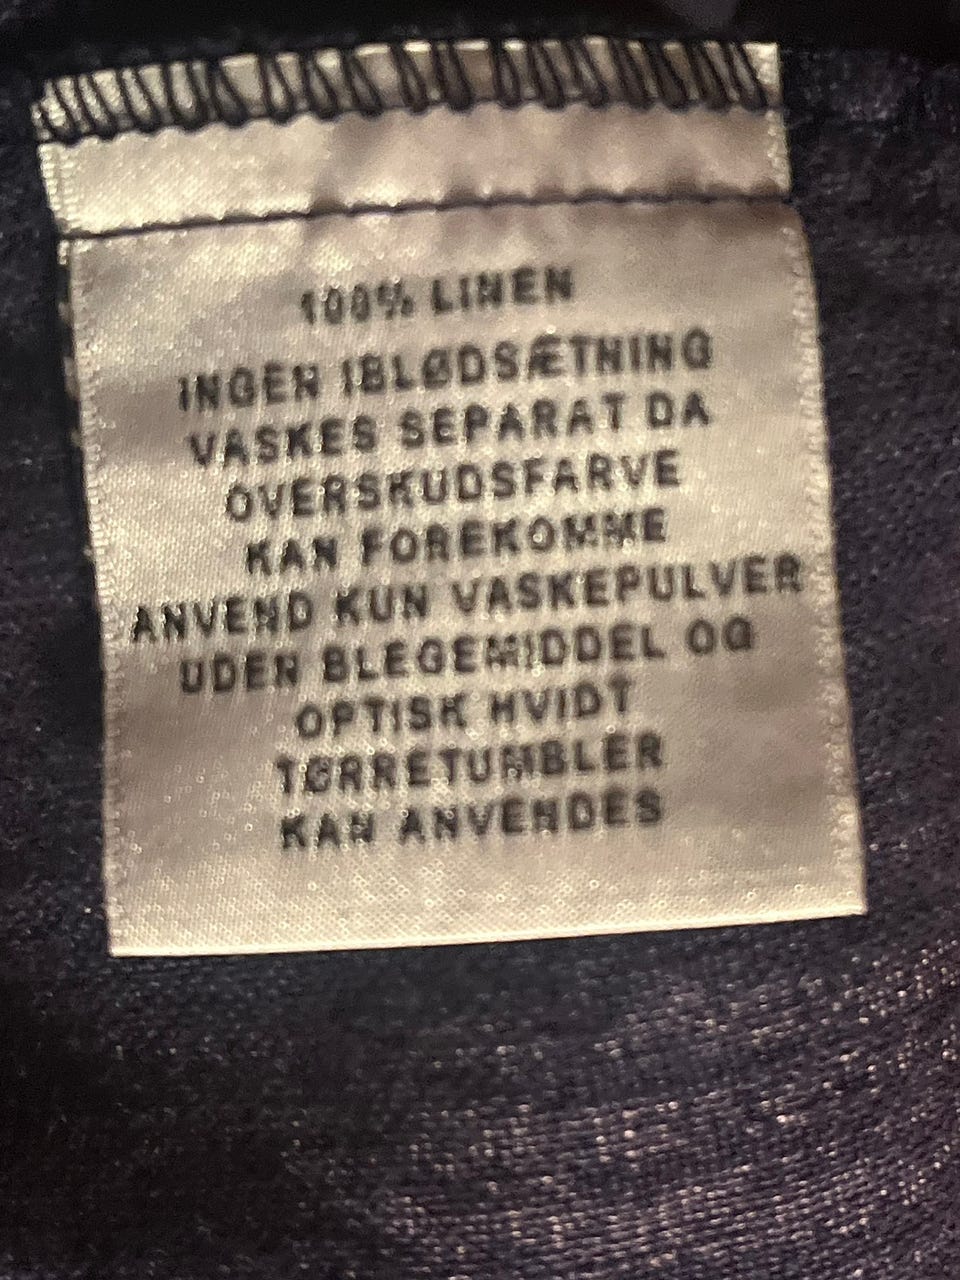 100% LINEN
INGEN IBLØDSÆTNING
VASKES SEPARAT DA
OVERSKUDSFARVE
KAN FOREKOMME
ANVEND KUN VASKEPULVER
UDEN BLEGEMIDDEL OG
OPTISK HVIDT
TØRRETUMBLER
KAN ANVENDES